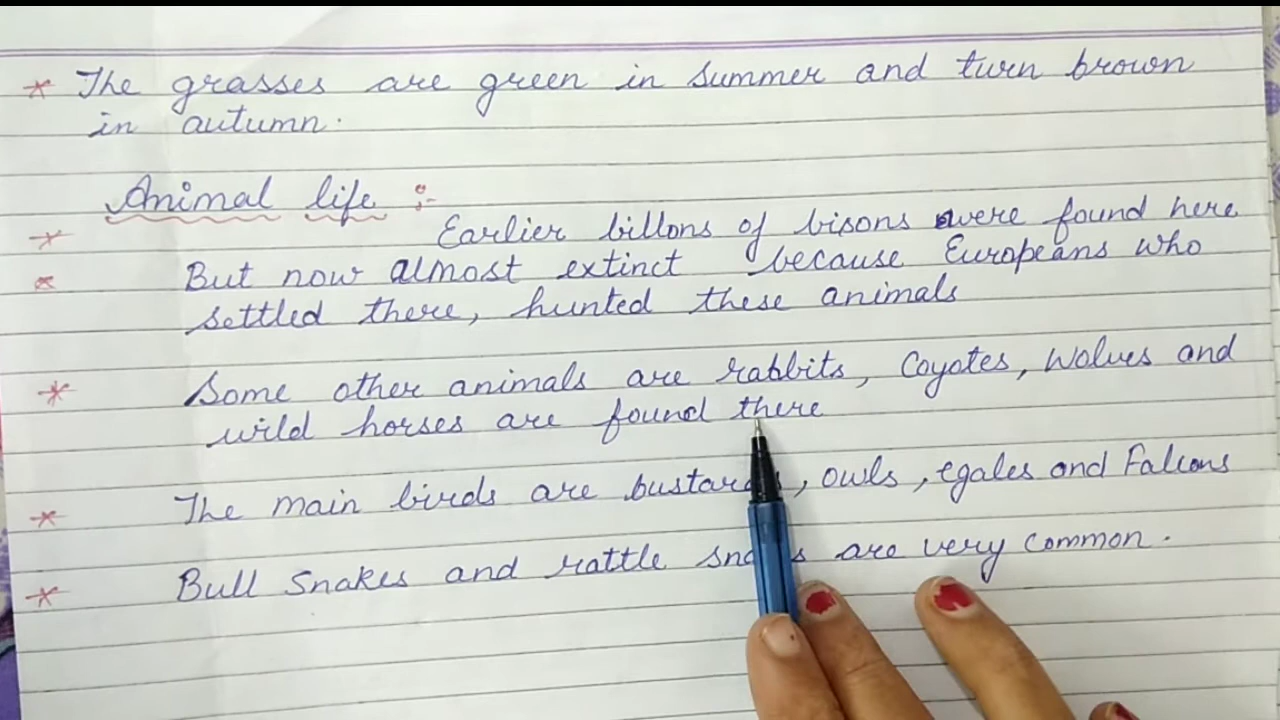 * The grasses are green in summer and turn brown
in autumn.
Animal life :-
* Earlier billons of bisons were found here
* But now almost extinct because Europeans who
settled there, hunted these animals
* Some other animals are rabbits, Coyotes, Wolves and
wild horses are found there
* The main birds are bustards, owls, egales and Falcons
* Bull Snakes and rattle snakes are very common.